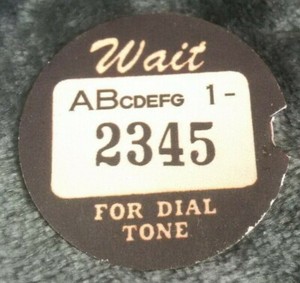 Wait
ABCDEFG 1-
2345
FOR DIAL
TONE